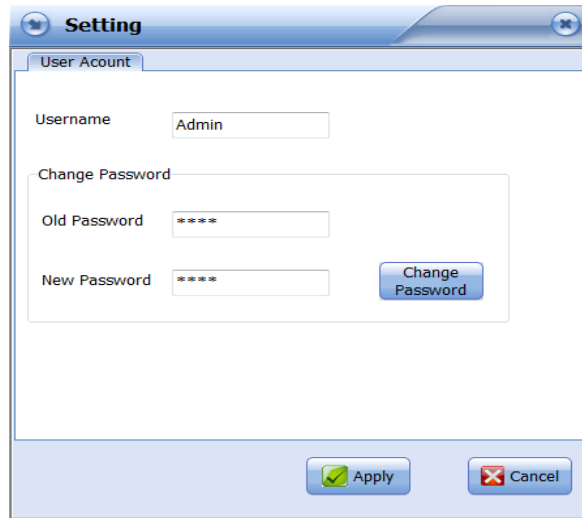 Setting
User Acount
Username
Admin
Change Password
Old Password
****
New Password
****
Change
Password
Apply
Cancel